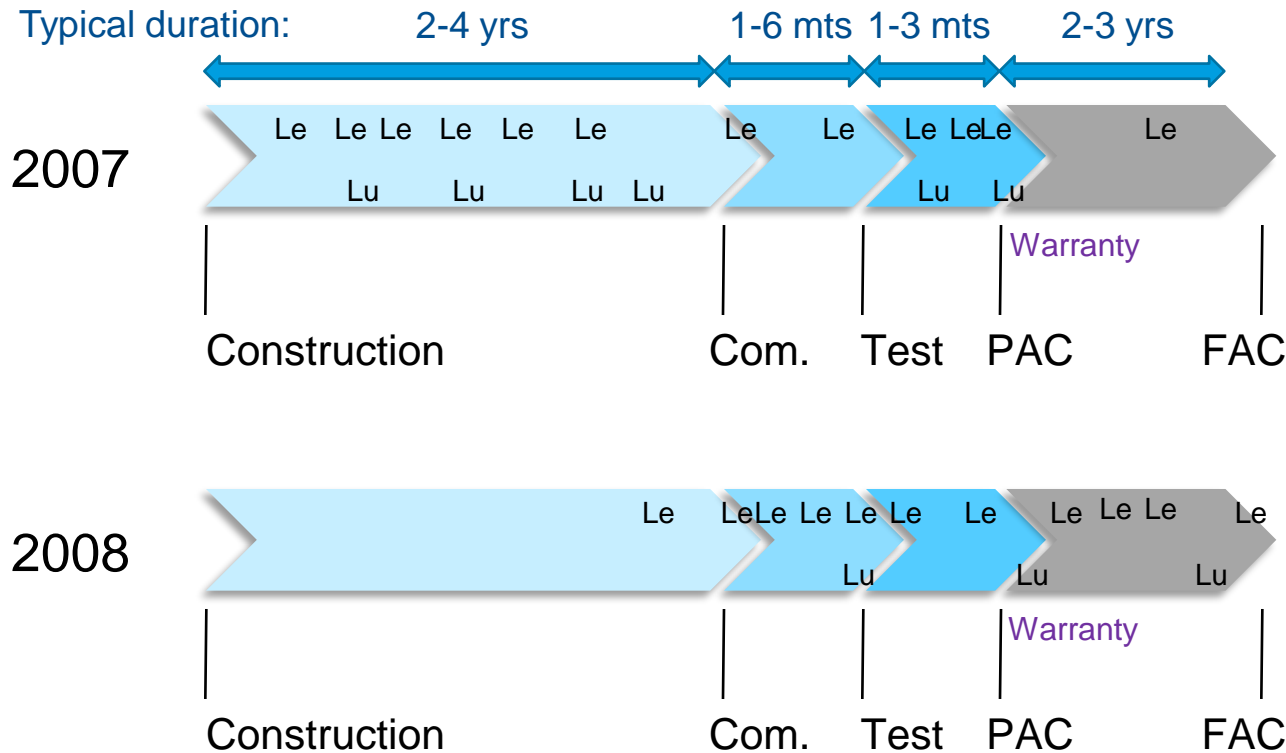 Typical duration: 2-4 yrs 1-6 mts 1-3 mts 2-3 yrs
Le Le Le Le Le Le Le Le Le Le Le Le
2007
Lu Lu Lu Lu Lu Lu
Warranty
Construction Com. Test PAC FAC
Le Le Le Le Le Le Le Le Le Le Le
2008
Lu Lu Lu
Warranty
Construction Com. Test PAC FAC